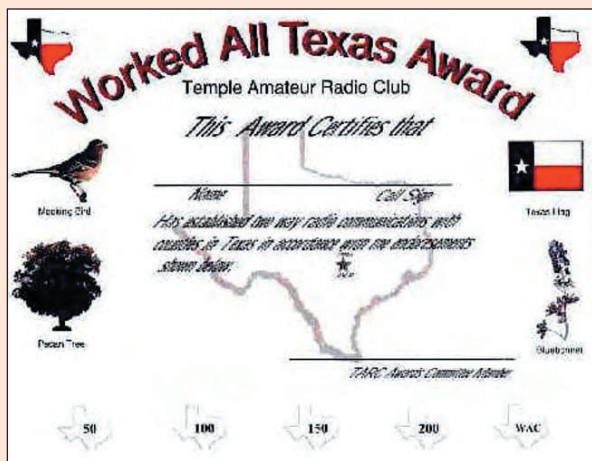 Worked All Texas Award
Temple Amateur Radio Club
This Award Certifies that
Name Call Sign
Has established two way radio communications with
counties in Texas in accordance with the endorsements
shown below.
Mocking Bird
Texas Flag
Pecan Tree
Bluebonnet
TARC Awards Committee Member
50 100 150 200 WAC